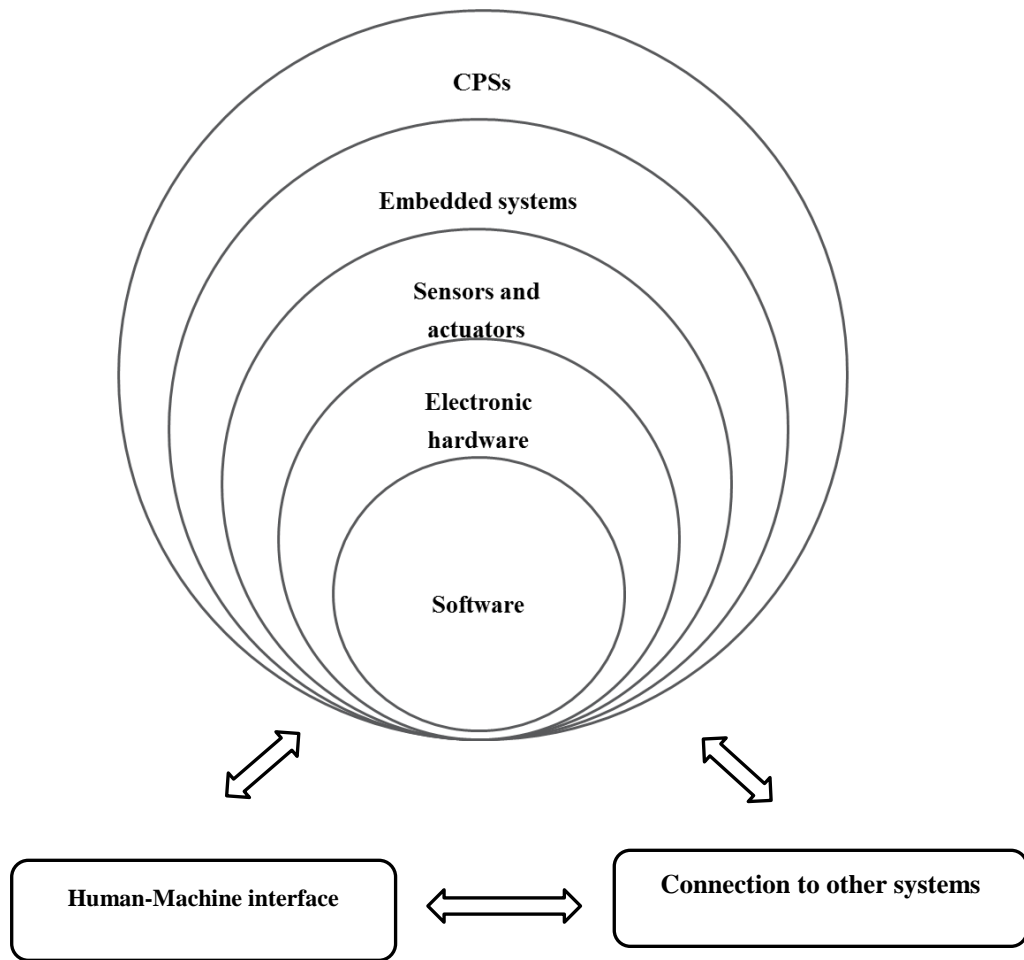 CPSs
Embedded systems
Sensors and
actuators
Electronic
hardware
Software
Human-Machine interface
Connection to other systems